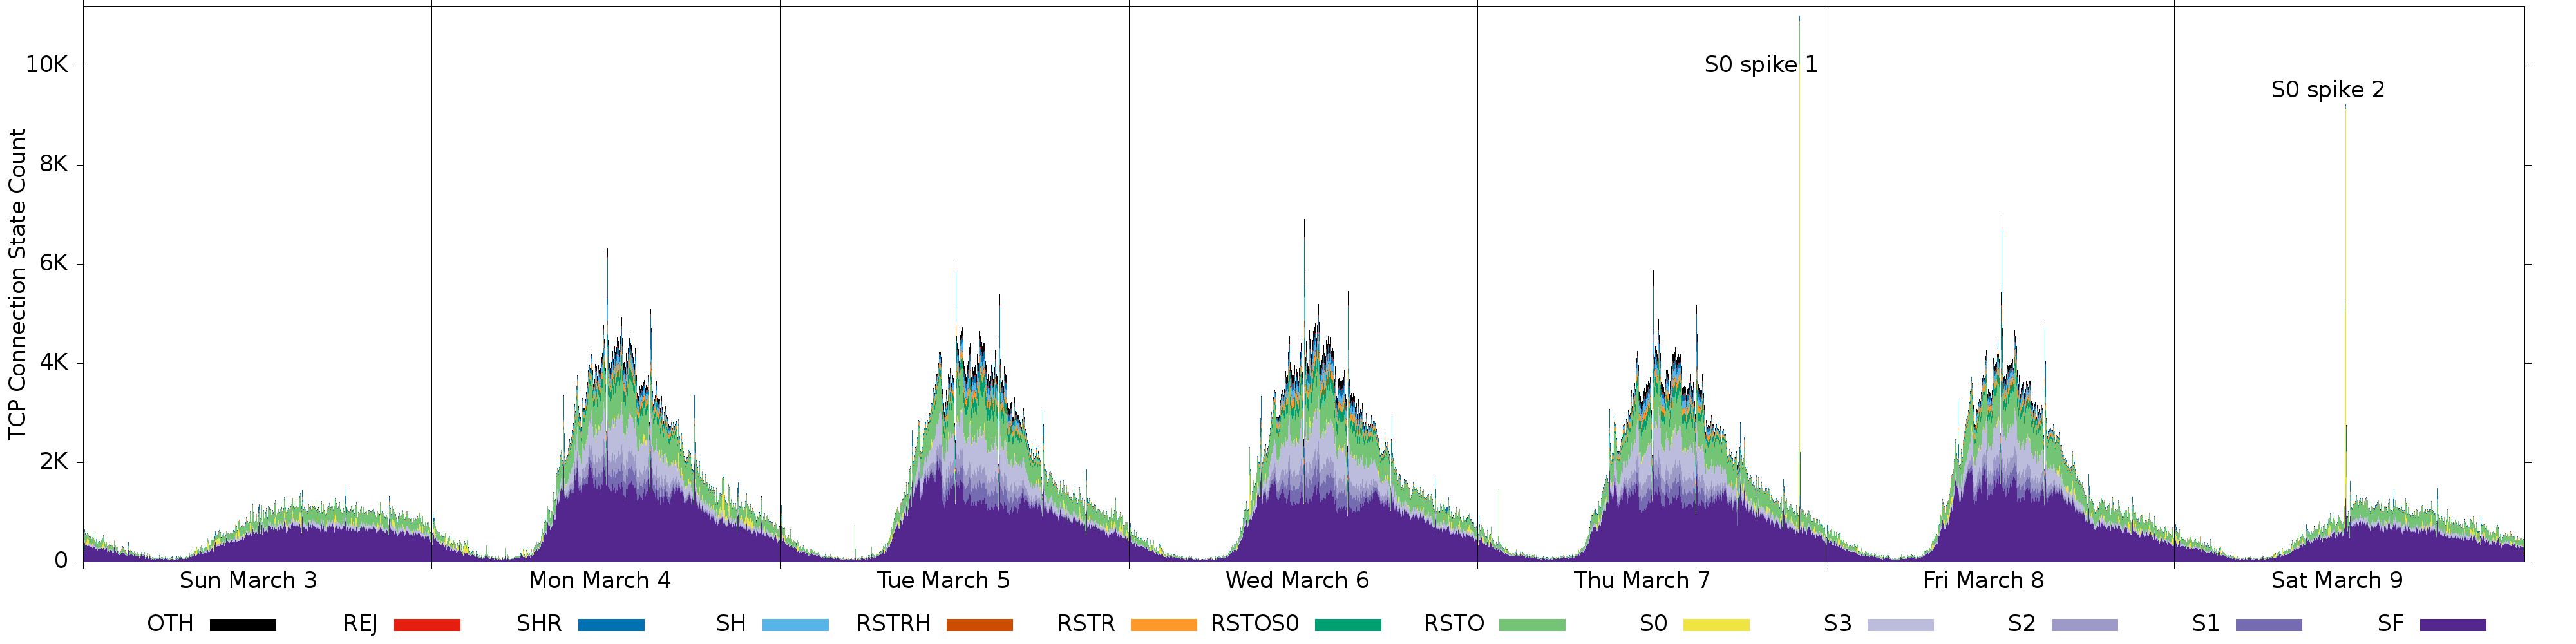 TCP Connection State Count
10K
8K
6K
4K
2K
0
S0 spike 1
S0 spike 2
Sun March 3 Mon March 4 Tue March 5 Wed March 6 Thu March 7 Fri March 8 Sat March 9
OTH REJ SHR SH RSTRH RSTR RSTOS0 RSTO S0 S3 S2 S1 SF